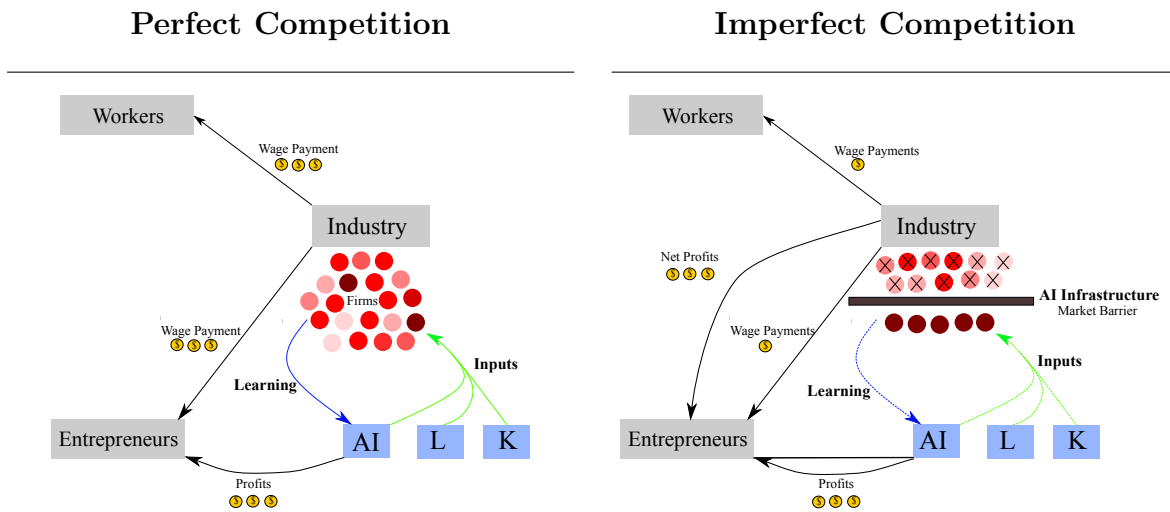 Perfect Competition
Workers
Wage Payment
$ $ $
Industry
Firms
Wage Payment
$ $ $
Learning
Inputs
Entrepreneurs
AI
L
K
Profits
$ $ $
Imperfect Competition
Workers
Wage Payments
$
Industry
Net Profits
$ $ $
X X X X X X
X X X X X
AI Infrastructure
Market Barrier
Wage Payments
$
Learning
Inputs
Entrepreneurs
AI
L
K
Profits
$ $ $